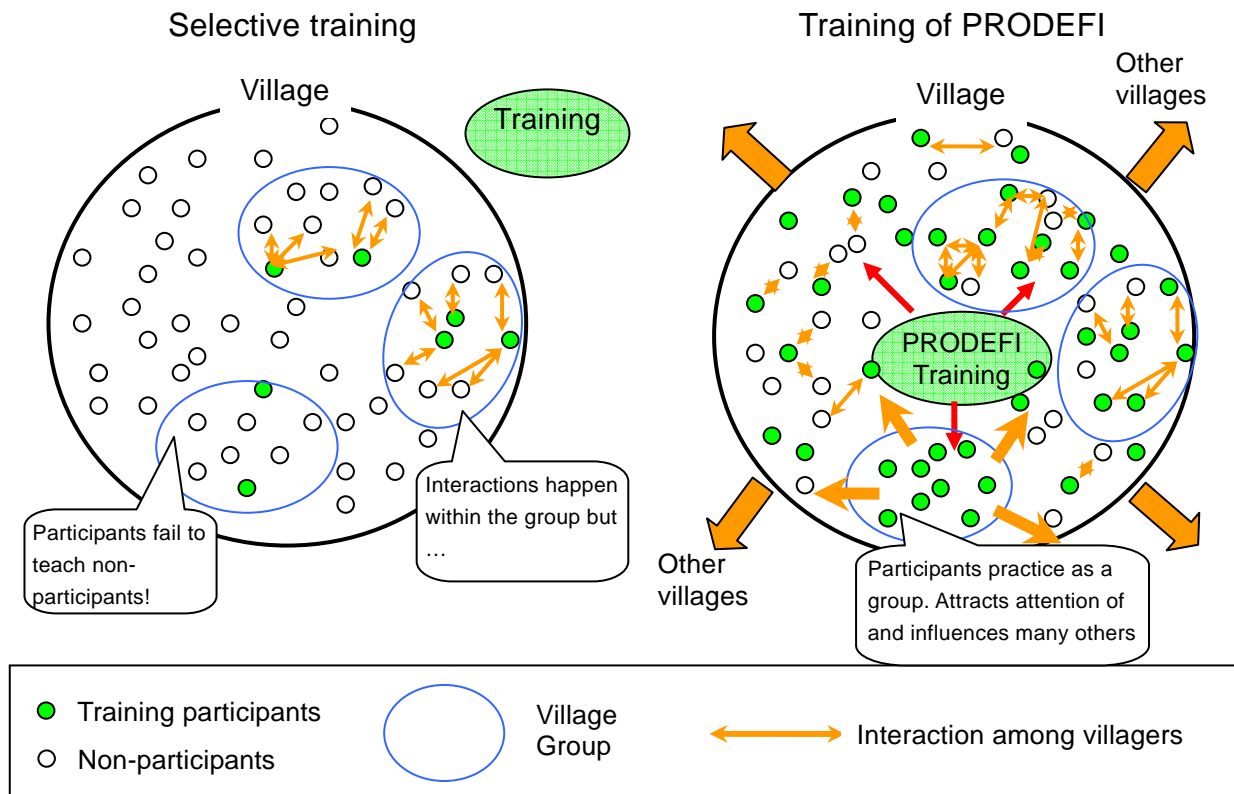 Selective training
Village
Training
Participants fail to
teach non-
participants!
Interactions happen
within the group but
…
Training of PRODEFI
Village
Other
villages
PRODEFI
Training
Other
villages
Participants practice as a
group. Attracts attention of
and influences many others
Training participants
Non-participants
Village
Group
Interaction among villagers